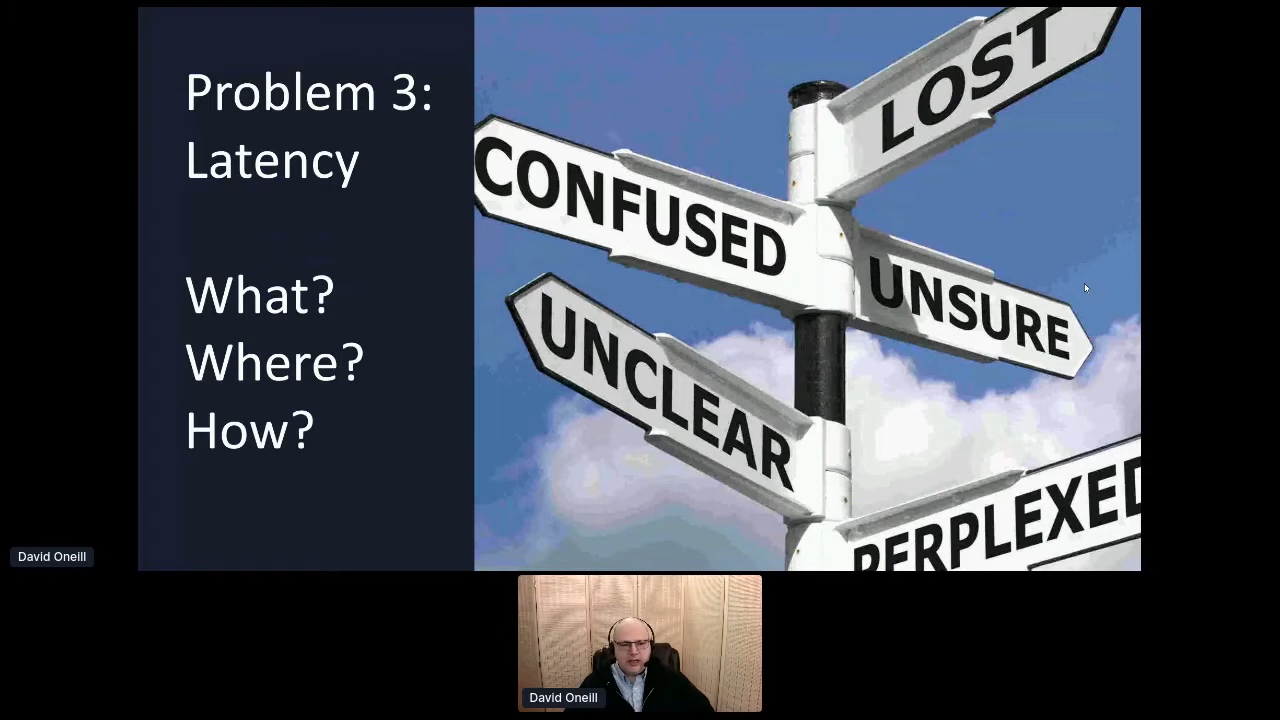 Problem 3:
Latency
What?
Where?
How?
LOST
CONFUSED
UNSURE
UNCLEAR
PERPLEXED
David Oneill
David Oneill